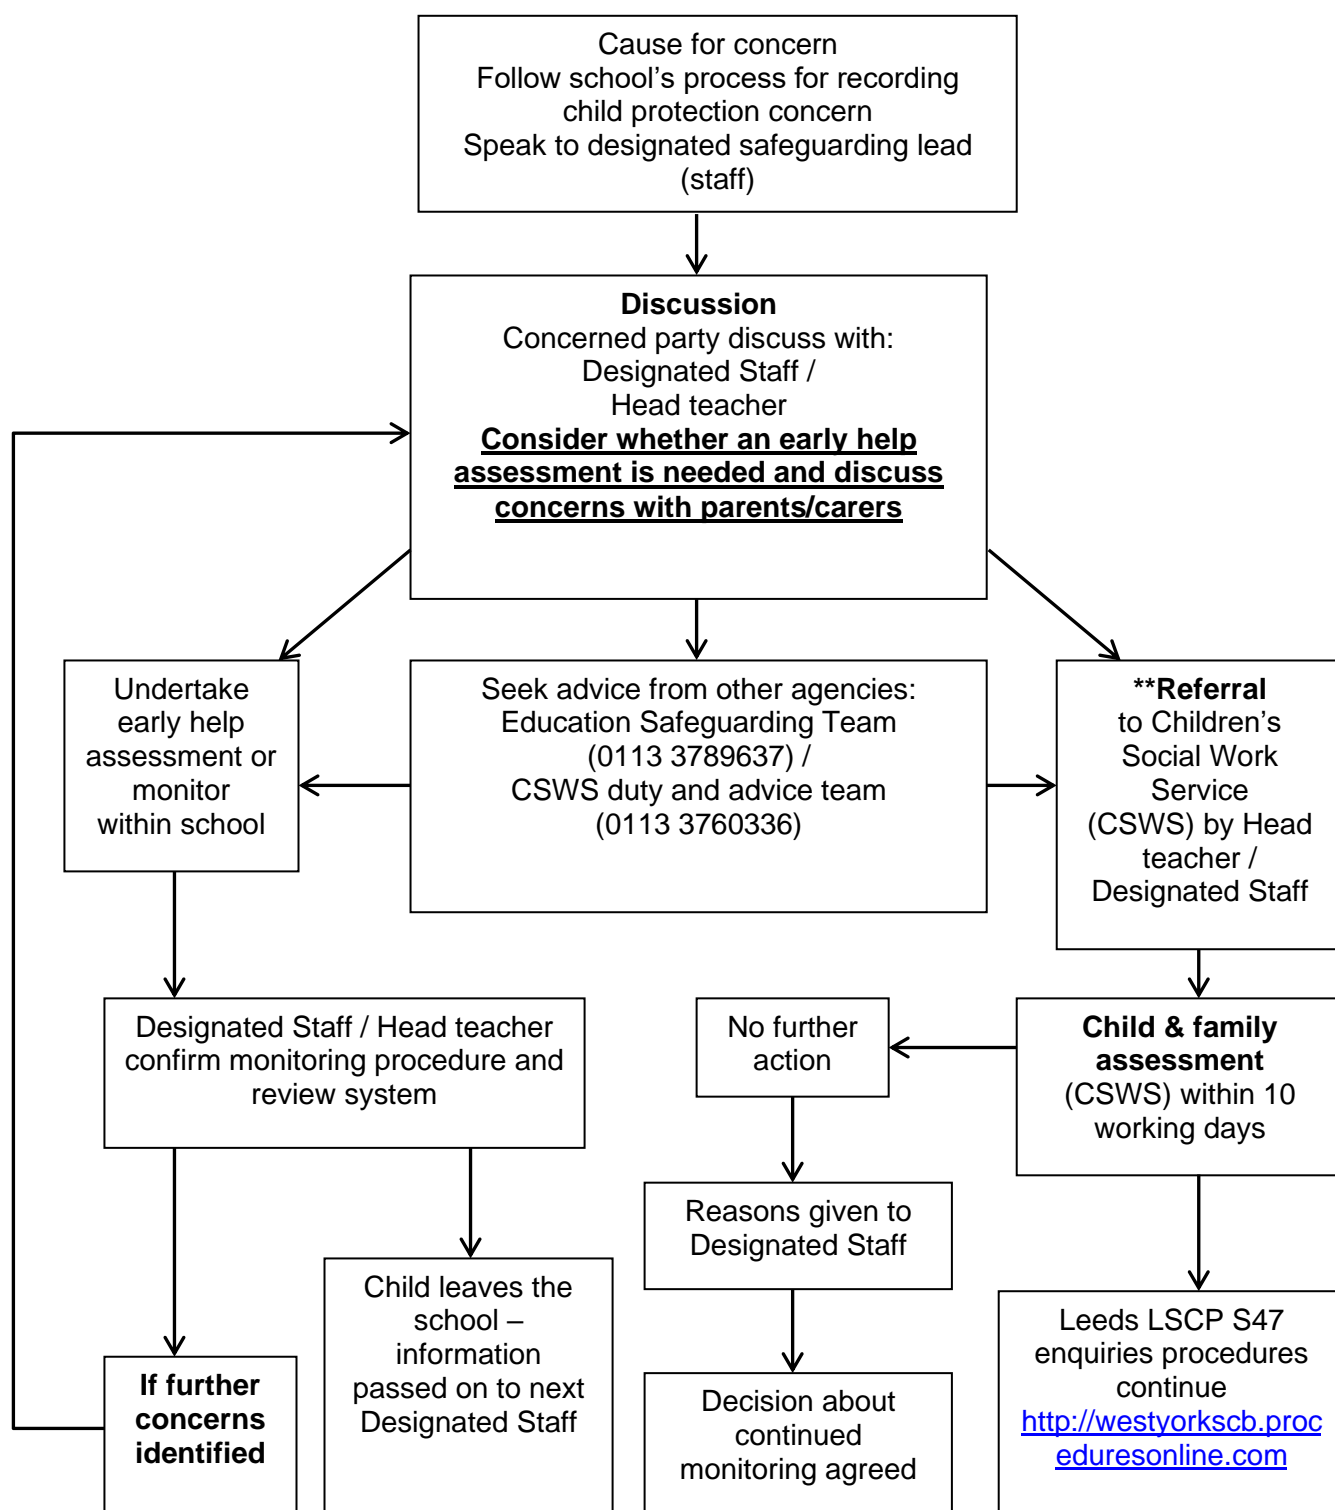 Cause for concern
Follow school’s process for recording
child protection concern
Speak to designated safeguarding lead
(staff)
Discussion
Concerned party discuss with:
Designated Staff /
Head teacher
Consider whether an early help
assessment is needed and discuss
concerns with parents/carers
Undertake
early help
assessment or
monitor
within school
Seek advice from other agencies:
Education Safeguarding Team
(0113 3789637) /
CSWS duty and advice team
(0113 3760336)
**Referral
to Children’s
Social Work
Service
(CSWS) by Head
teacher /
Designated Staff
Designated Staff / Head teacher
confirm monitoring procedure and
review system
No further
action
Child & family
assessment
(CSWS) within 10
working days
Reasons given to
Designated Staff
Child leaves the
school –
information
passed on to next
Designated Staff
If further
concerns
identified
Decision about
continued
monitoring agreed
Leeds LSCP S47
enquiries procedures
continue
http://westyorkscb.proc
eduresonline.com